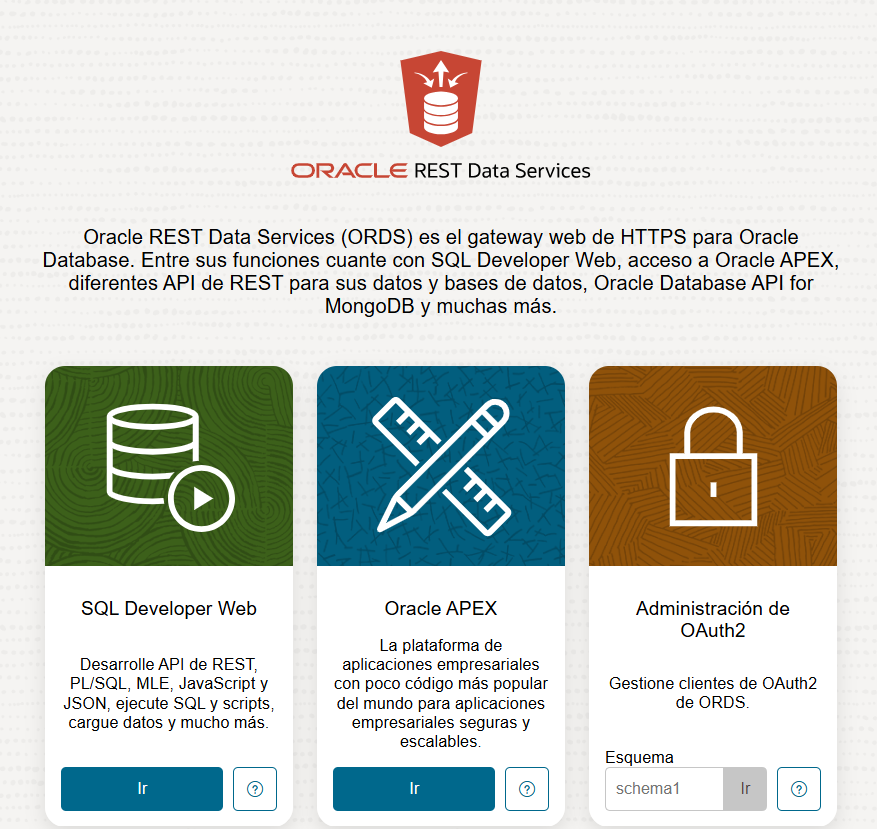 ORACLE REST Data Services
Oracle REST Data Services (ORDS) es el gateway web de HTTPS para Oracle
Database. Entre sus funciones cuante con SQL Developer Web, acceso a Oracle APEX,
diferentes API de REST para sus datos y bases de datos, Oracle Database API for
MongoDB y muchas más.
SQL Developer Web
Desarrolle API de REST,
PL/SQL, MLE, JavaScript y
JSON, ejecute SQL y scripts,
cargue datos y mucho más.
Ir
?
Oracle APEX
La plataforma de
aplicaciones empresariales
con poco código más popular
del mundo para aplicaciones
empresariales seguras y
escalables.
Ir
?
Administración de
OAuth2
Gestione clientes de OAuth2
de ORDS.
Esquema
schema1
Ir
?